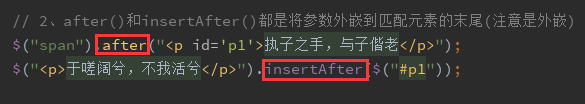 // 2、after()和insertAfter()都是将参数外嵌到匹配元素的末尾(注意是外嵌)
$("span").after("<p id='p1'>执子之手，与子偕老</p>");
$("<p>于嗟阔兮，不我活兮</p>").insertAfter($("#p1"));